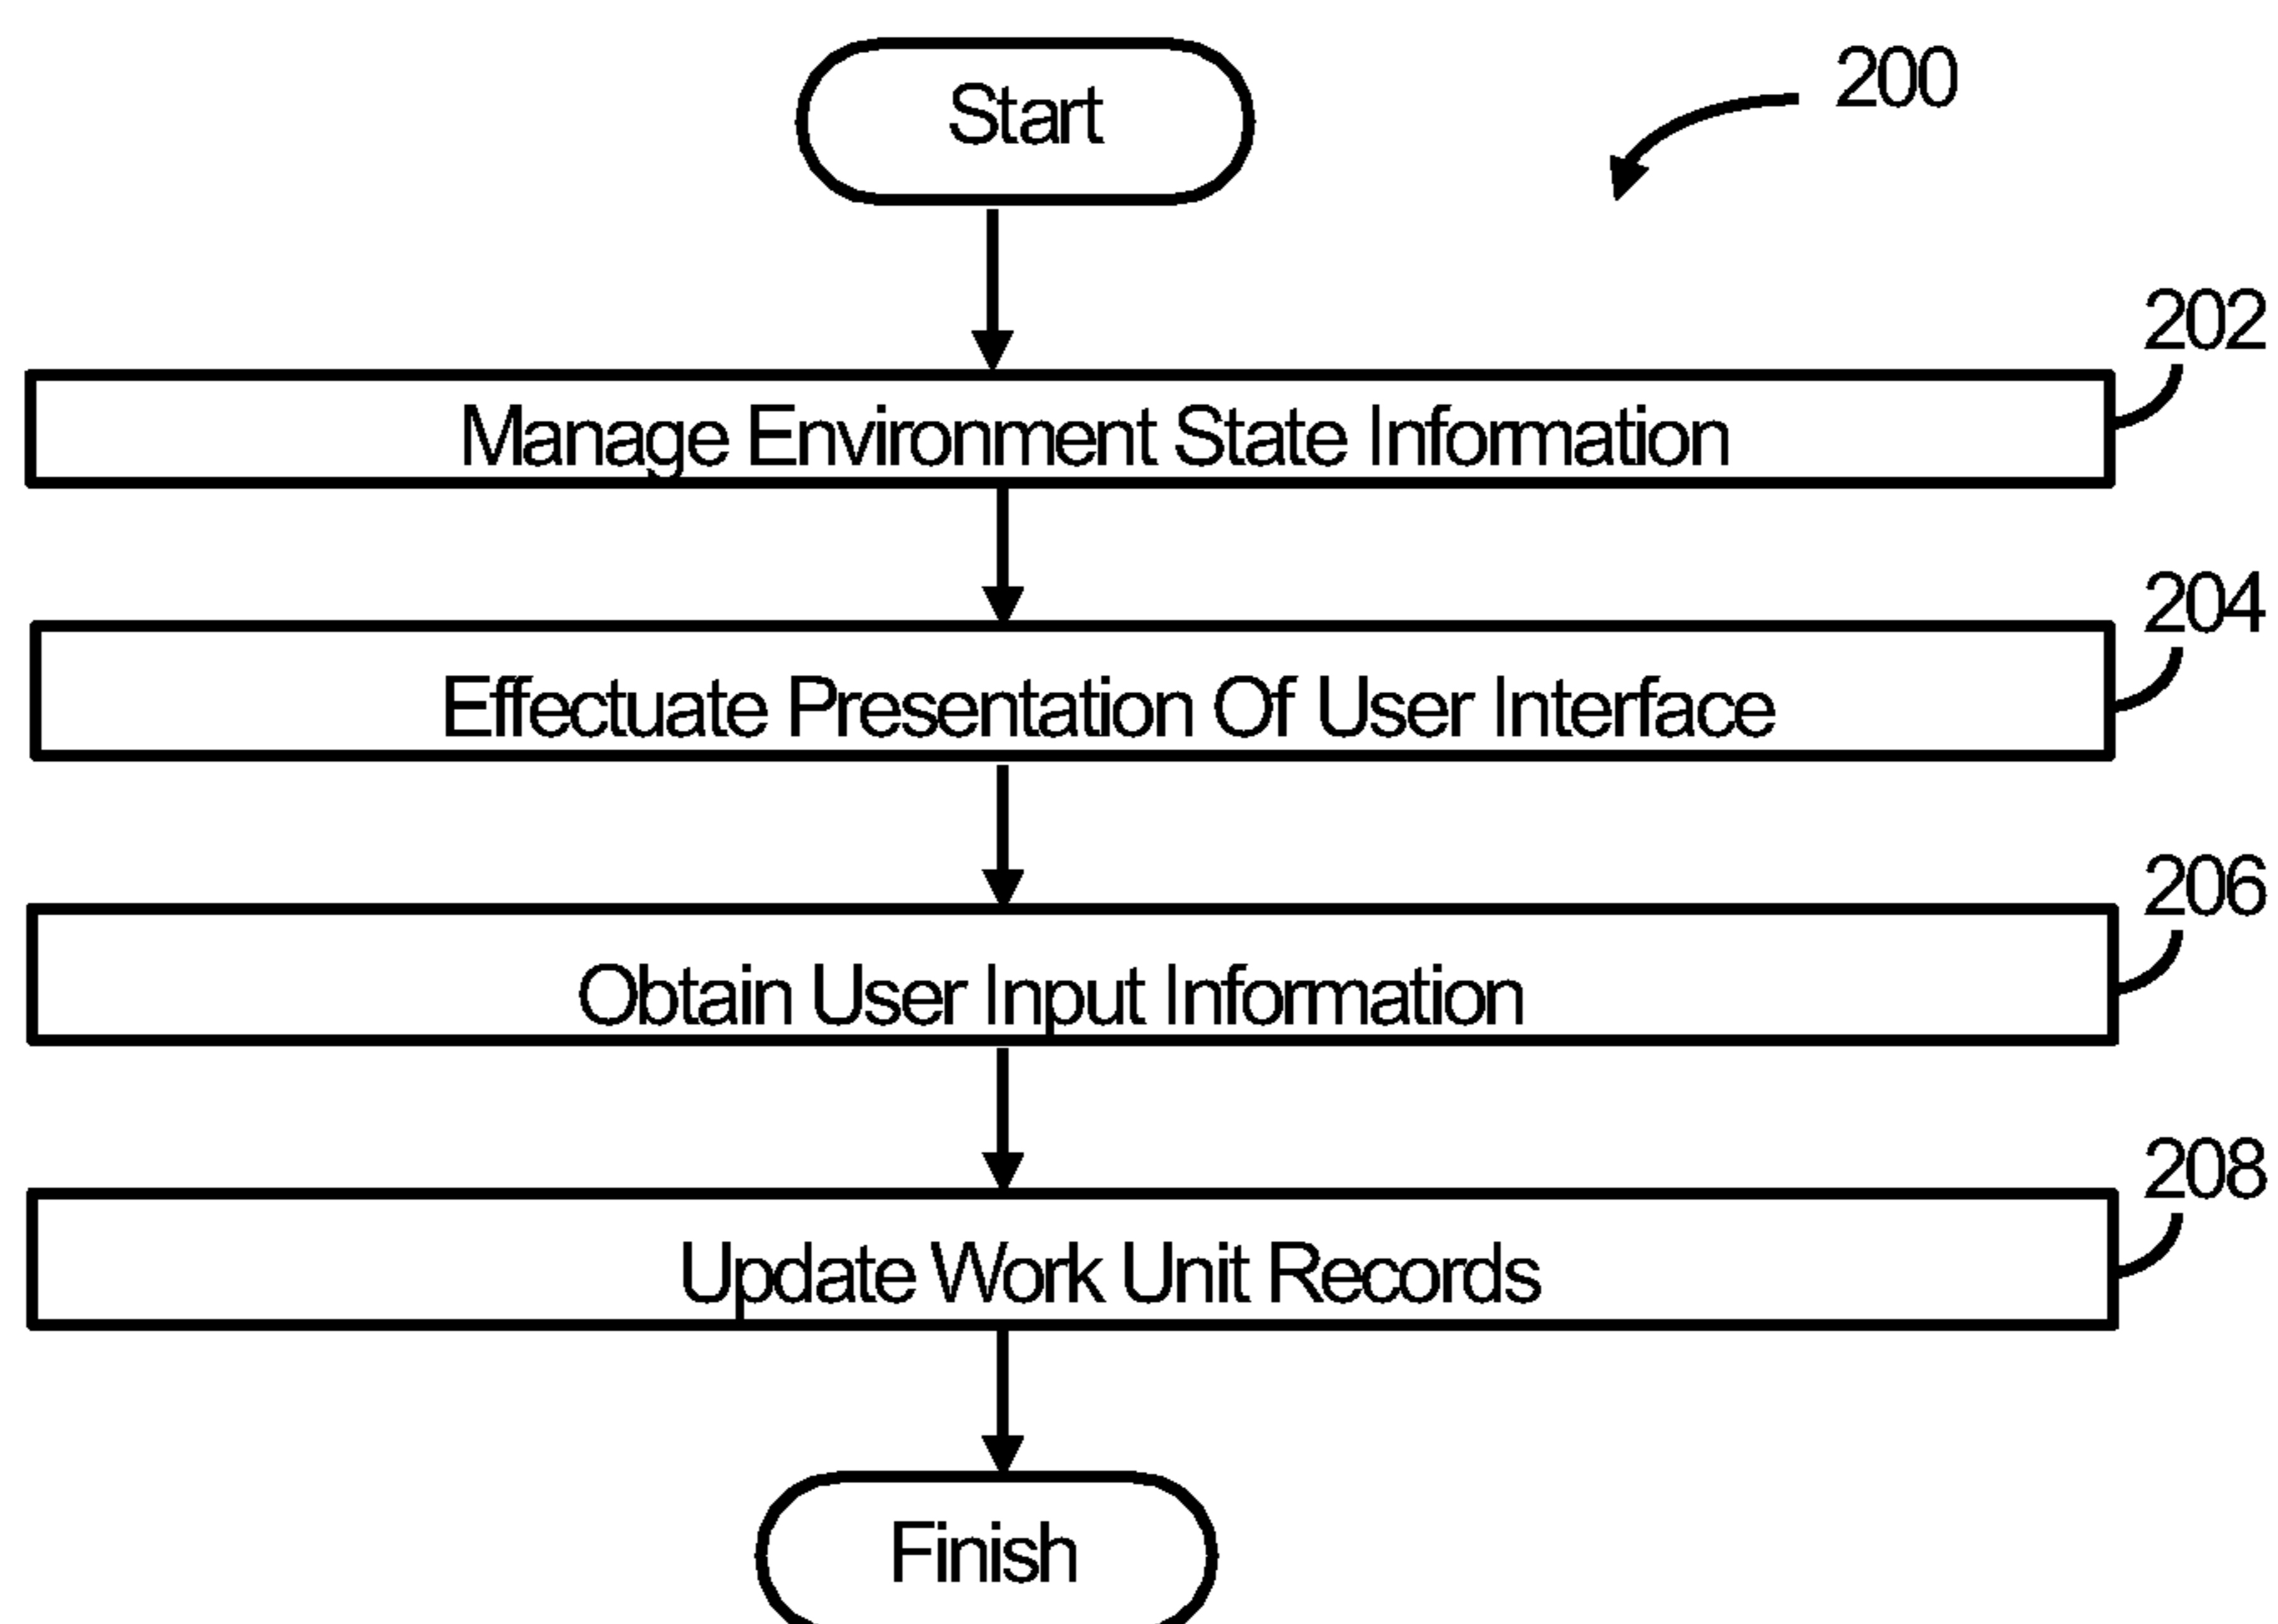 Start
200
202
Manage Environment State Information
204
Effectuate Presentation Of User Interface
206
Obtain User Input Information
208
Update Work Unit Records
Finish